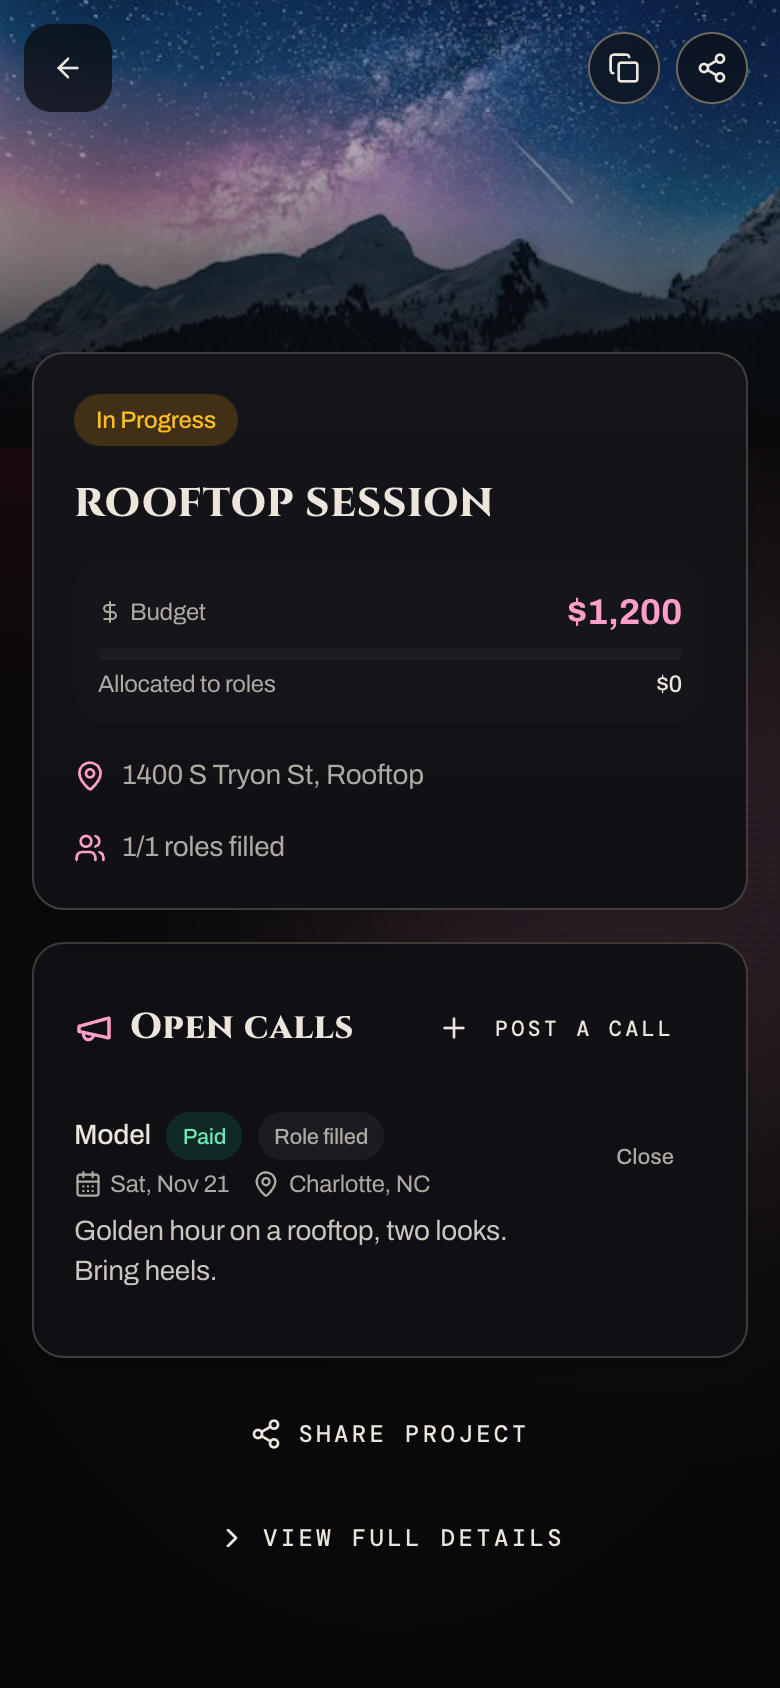 In Progress
ROOFTOP SESSION
Budget
$1,200
Allocated to roles
$0
1400 S Tryon St, Rooftop
1/1 roles filled
OPEN CALLS
POST A CALL
Model
Paid
Role filled
Close
Sat, Nov 21
Charlotte, NC
Golden hour on a rooftop, two looks.
Bring heels.
SHARE PROJECT
VIEW FULL DETAILS